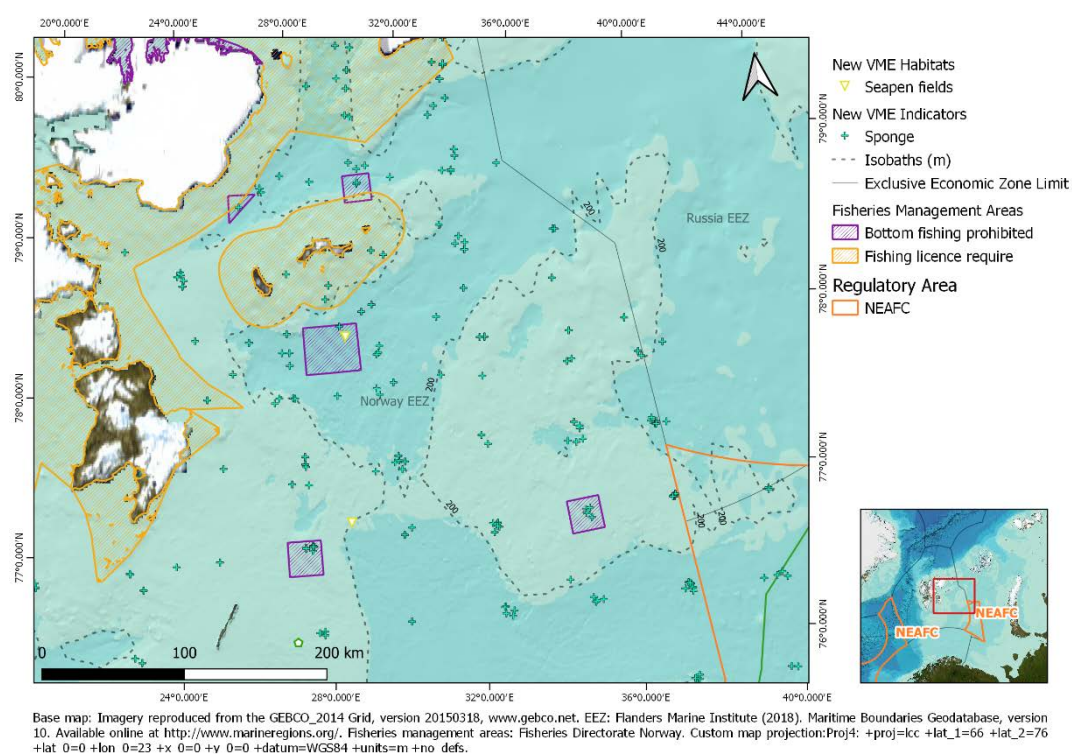 20°0.000'E 24°0.000'E 28°0.000'E 32°0.000'E 36°0.000'E 40°0.000'E 44°0.000'E
80°0.000'N
79°0.000'N
78°0.000'N
77°0.000'N
79°0.000'N
78°0.000'N
77°0.000'N
76°0.000'N
200
200
Russia EEZ
200
Norway EEZ
200
200
200
0 100 200 km
24°0.000'E 28°0.000'E 32°0.000'E 36°0.000'E 40°0.000'E
New VME Habitats
Seapen fields
New VME Indicators
Sponge
Isobaths (m)
Exclusive Economic Zone Limit
Fisheries Management Areas
Bottom fishing prohibited
Fishing licence require
Regulatory Area
NEAFC
NEAFC
NEAFC
Base map: Imagery reproduced from the GEBCO_2014 Grid, version 20150318, www.gebco.net. EEZ: Flanders Marine Institute (2018). Maritime Boundaries Geodatabase, version
10. Available online at http://www.marineregions.org/. Fisheries management areas: Fisheries Directorate Norway. Custom map projection:Proj4: +proj=lcc +lat_1=66 +lat_2=76
+lat_0=0 +lon_0=23 +x_0=0 +y_0=0 +datum=WGS84 +units=m +no_defs.